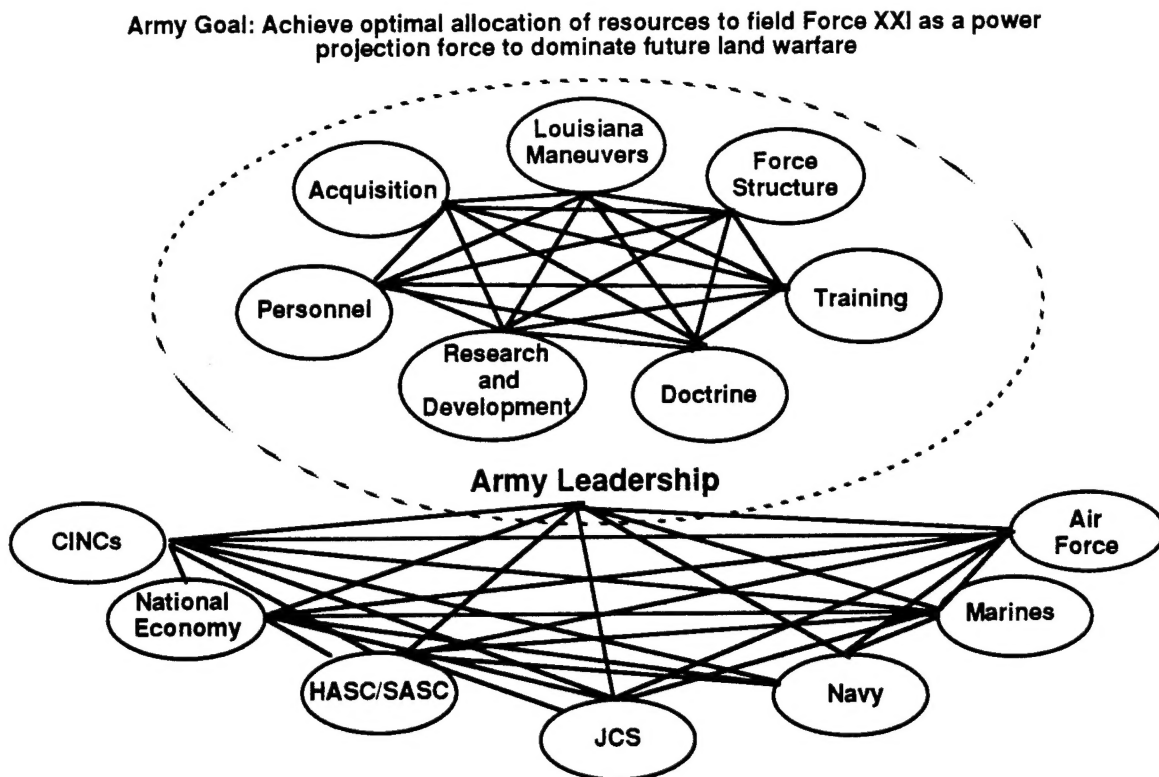 Army Goal: Achieve optimal allocation of resources to field Force XXI as a power
projection force to dominate future land warfare
Louisiana
Maneuvers
Force
Structure
Acquisition
Personnel
Training
Research
and
Development
Doctrine
Army Leadership
CINCs
Air
Force
National
Economy
Marines
HASC/SASC
Navy
JCS